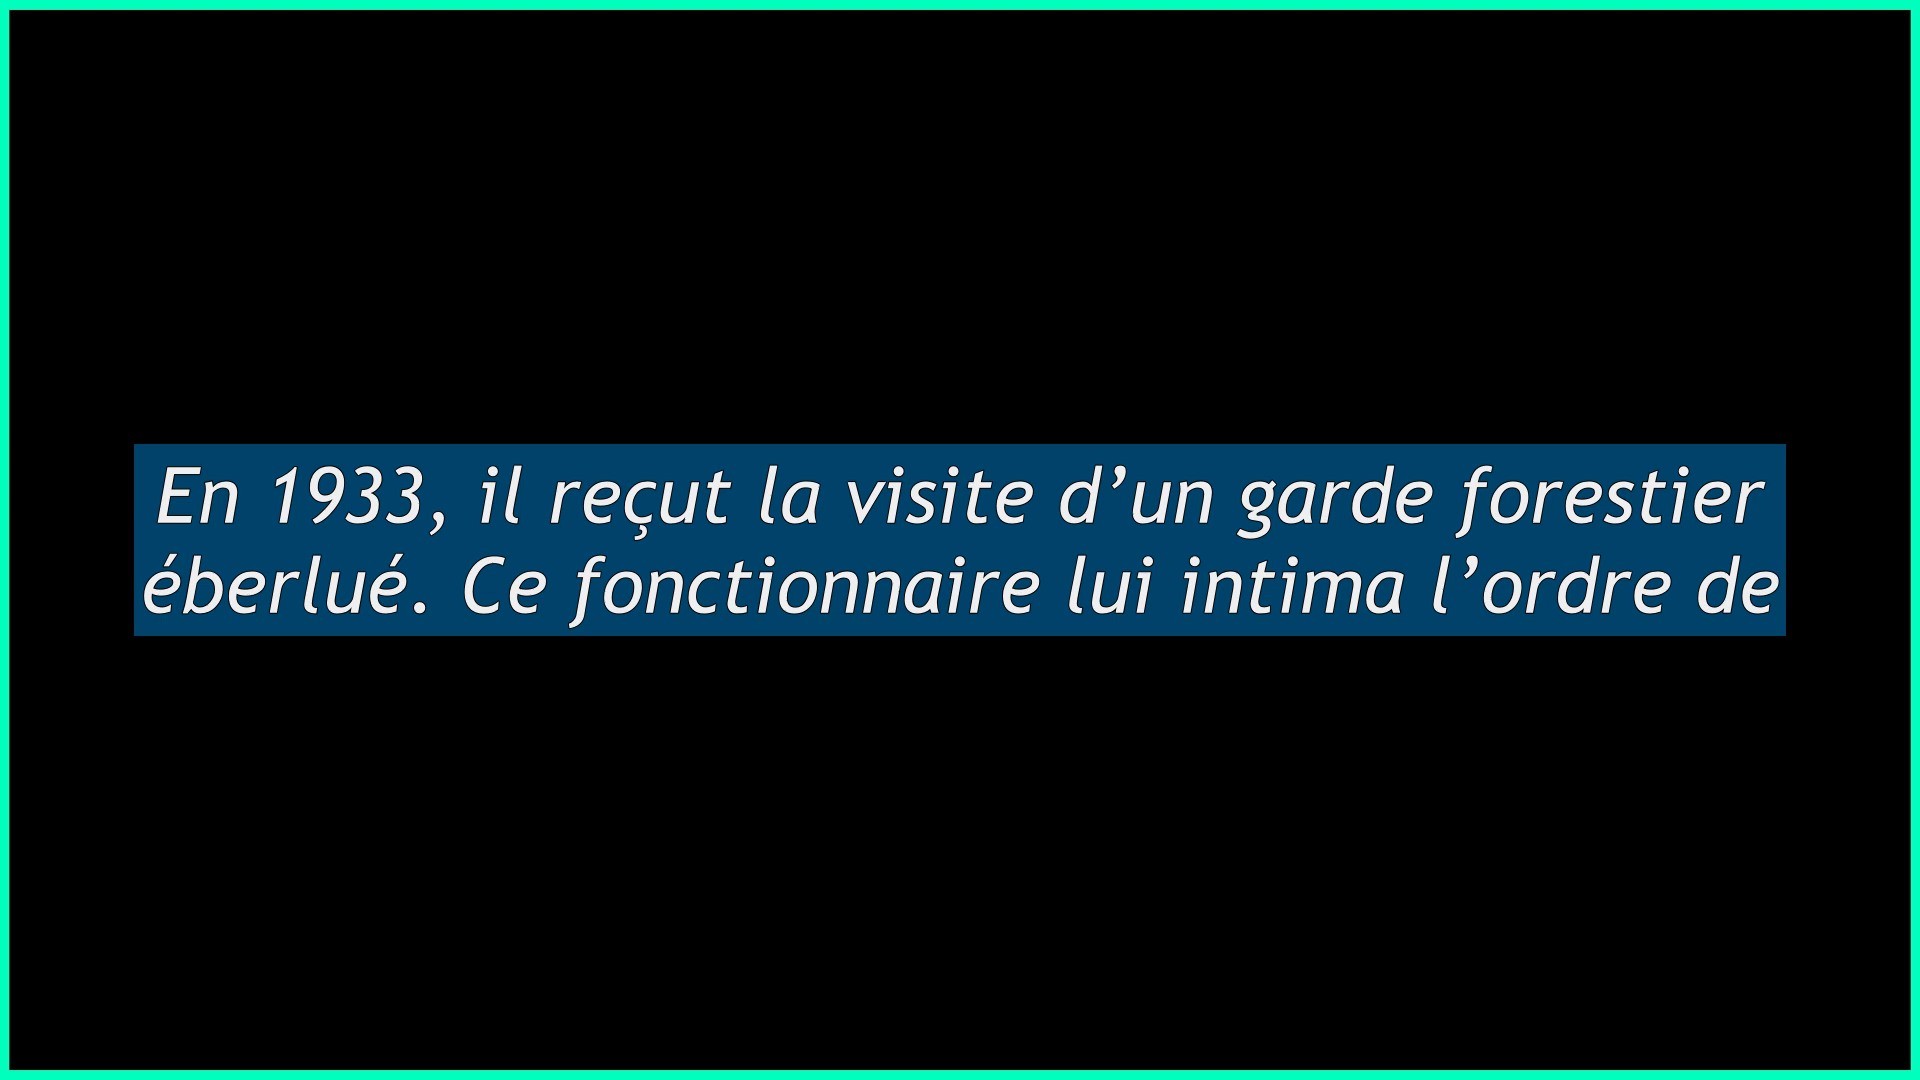 En 1933, il reçut la visite d’un garde forestier
éberlué. Ce fonctionnaire lui intima l’ordre de